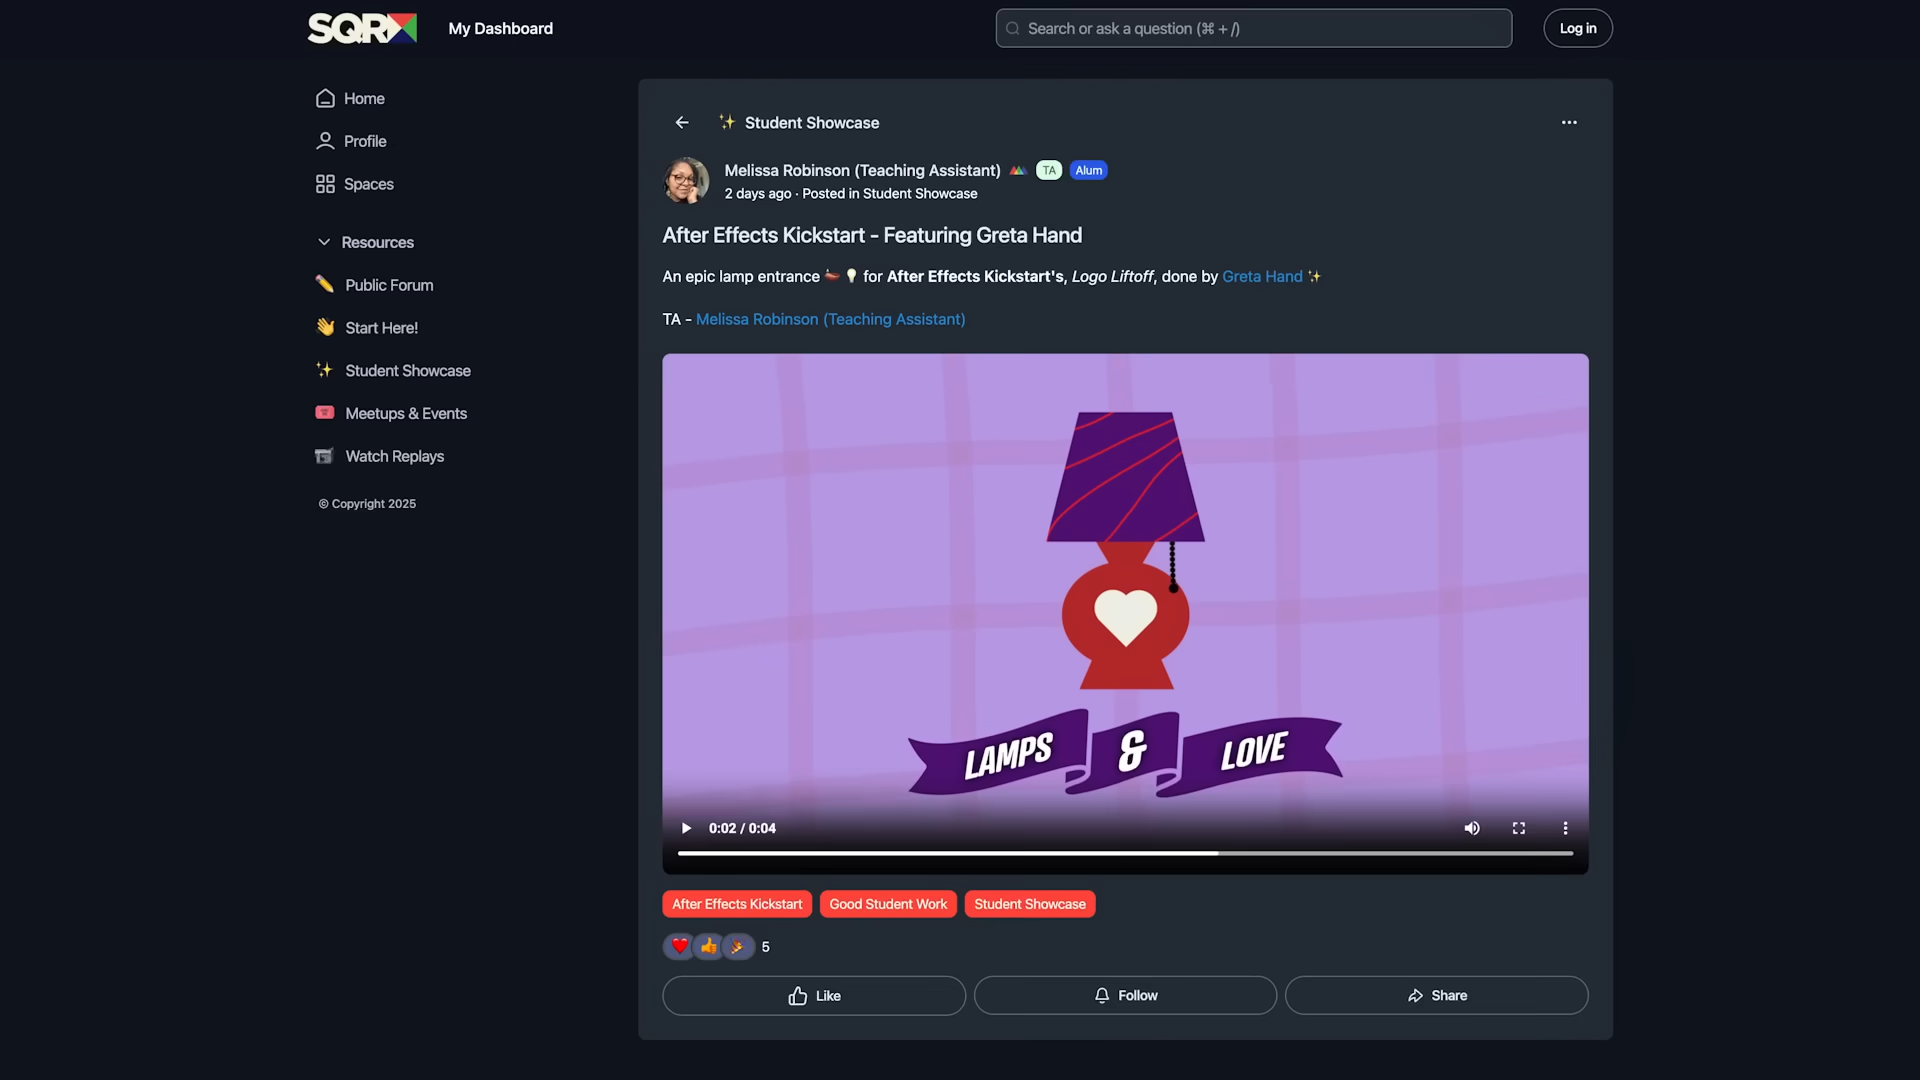 SQR
My Dashboard
Search or ask a question (⌘ + /)
Log in
Home
Profile
Spaces
Resources
Public Forum
Start Here!
Student Showcase
Meetups & Events
Watch Replays
© Copyright 2025
Student Showcase
Melissa Robinson (Teaching Assistant) TA Alum
2 days ago · Posted in Student Showcase
After Effects Kickstart - Featuring Greta Hand
An epic lamp entrance for After Effects Kickstart's, Logo Liftoff, done by Greta Hand
TA - Melissa Robinson (Teaching Assistant)
LAMPS & LOVE
0:02 / 0:04
After Effects Kickstart Good Student Work Student Showcase
5
Like Follow Share